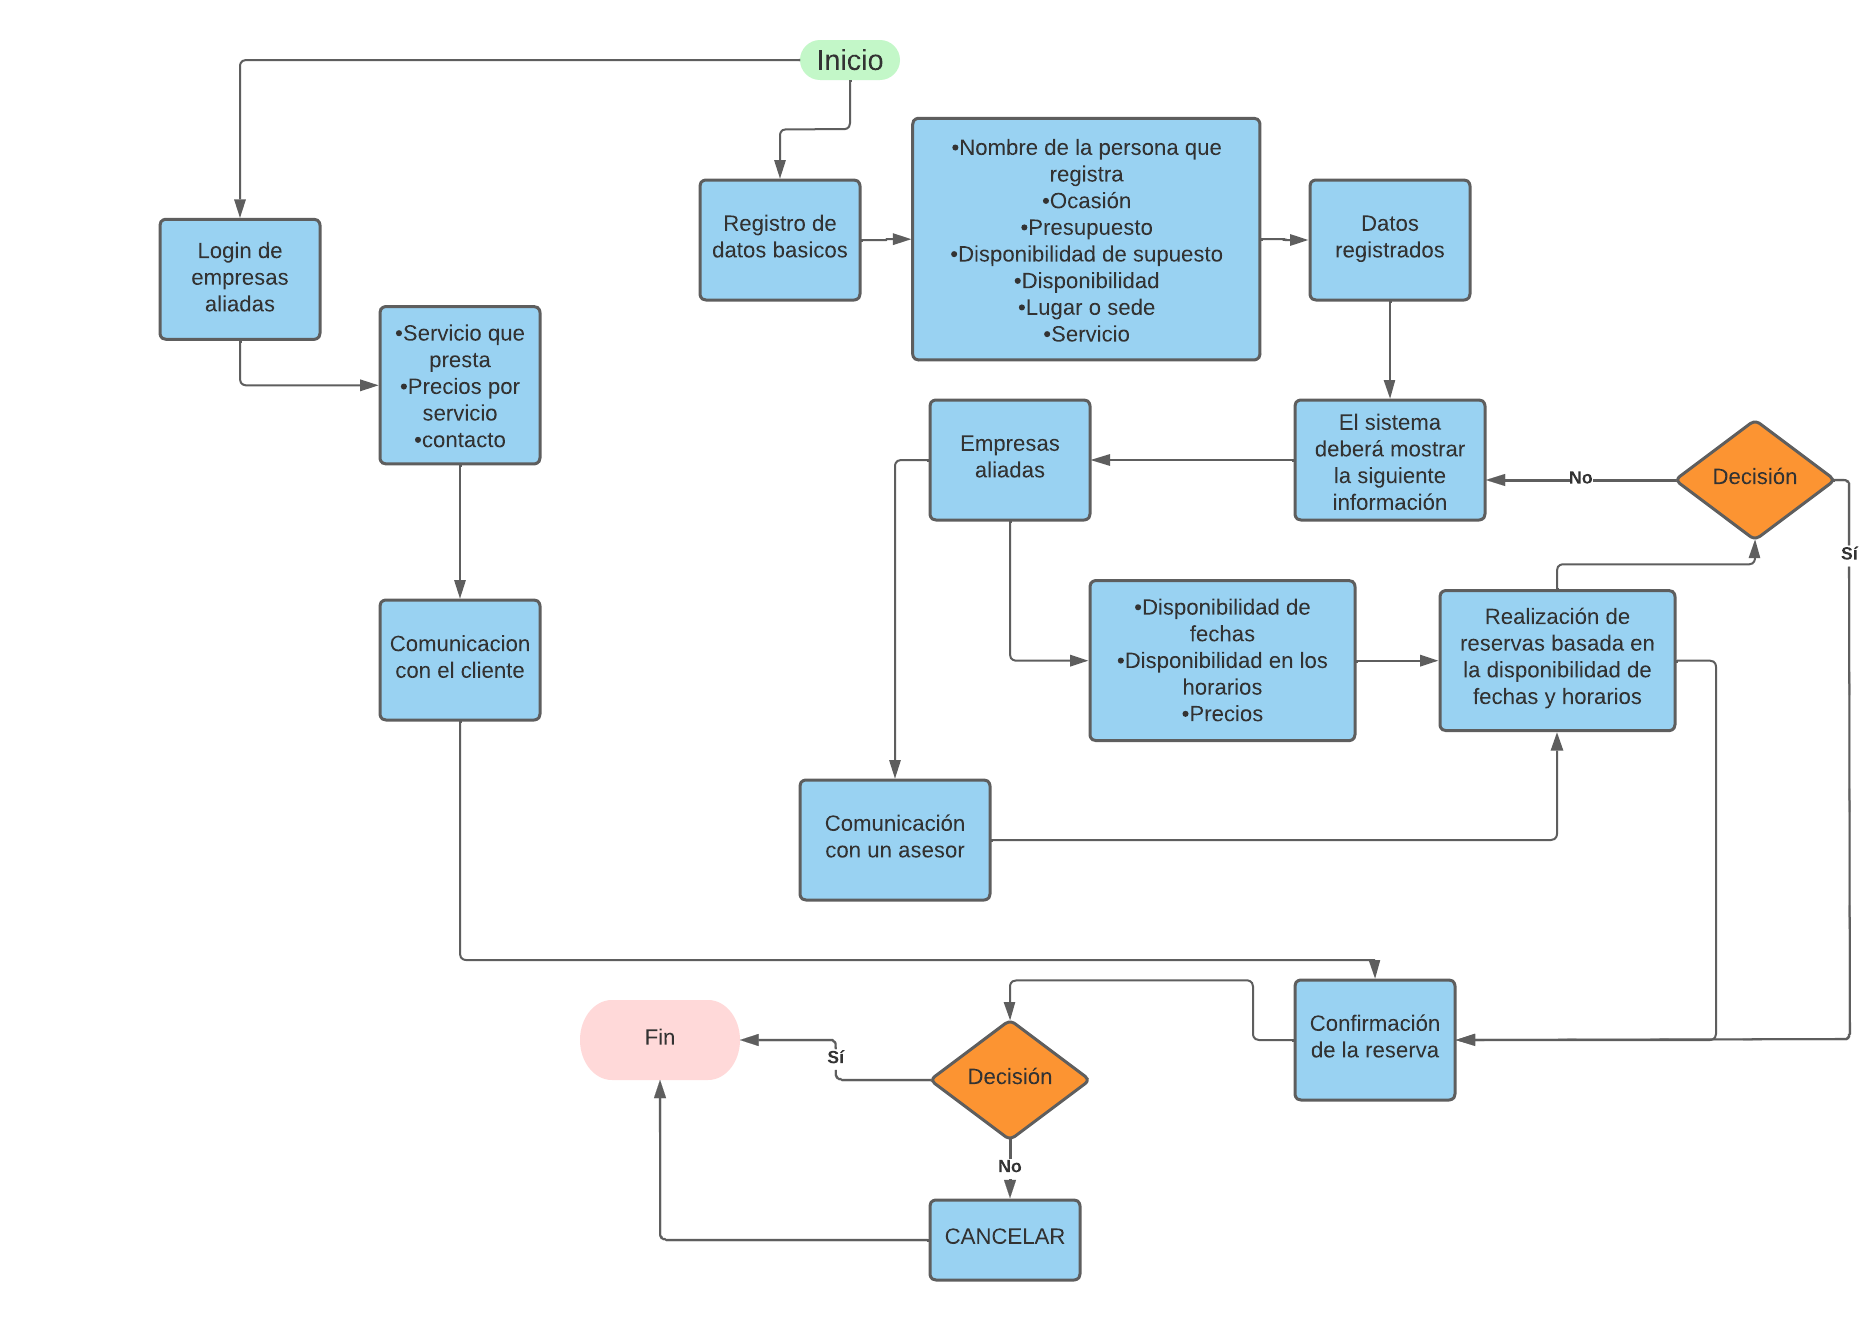 Inicio
•Nombre de la persona que
registra
•Ocasión
•Presupuesto
•Disponibilidad de supuesto
•Disponibilidad
•Lugar o sede
•Servicio
Registro de
datos basicos
Datos
registrados
Login de
empresas
aliadas
•Servicio que
presta
•Precios por
servicio
•contacto
Empresas
aliadas
El sistema
deberá mostrar
la siguiente
información
No
Decisión
Sí
•Disponibilidad de
fechas
•Disponibilidad en los
horarios
•Precios
Realización de
reservas basada en
la disponibilidad de
fechas y horarios
Comunicacion
con el cliente
Comunicación
con un asesor
Confirmación
de la reserva
Fin
Sí
Decisión
No
CANCELAR